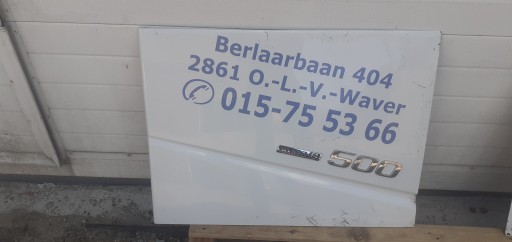 Berlaarbaan 404
2861 O.-L.-V.-Waver
015-75 53 66
500